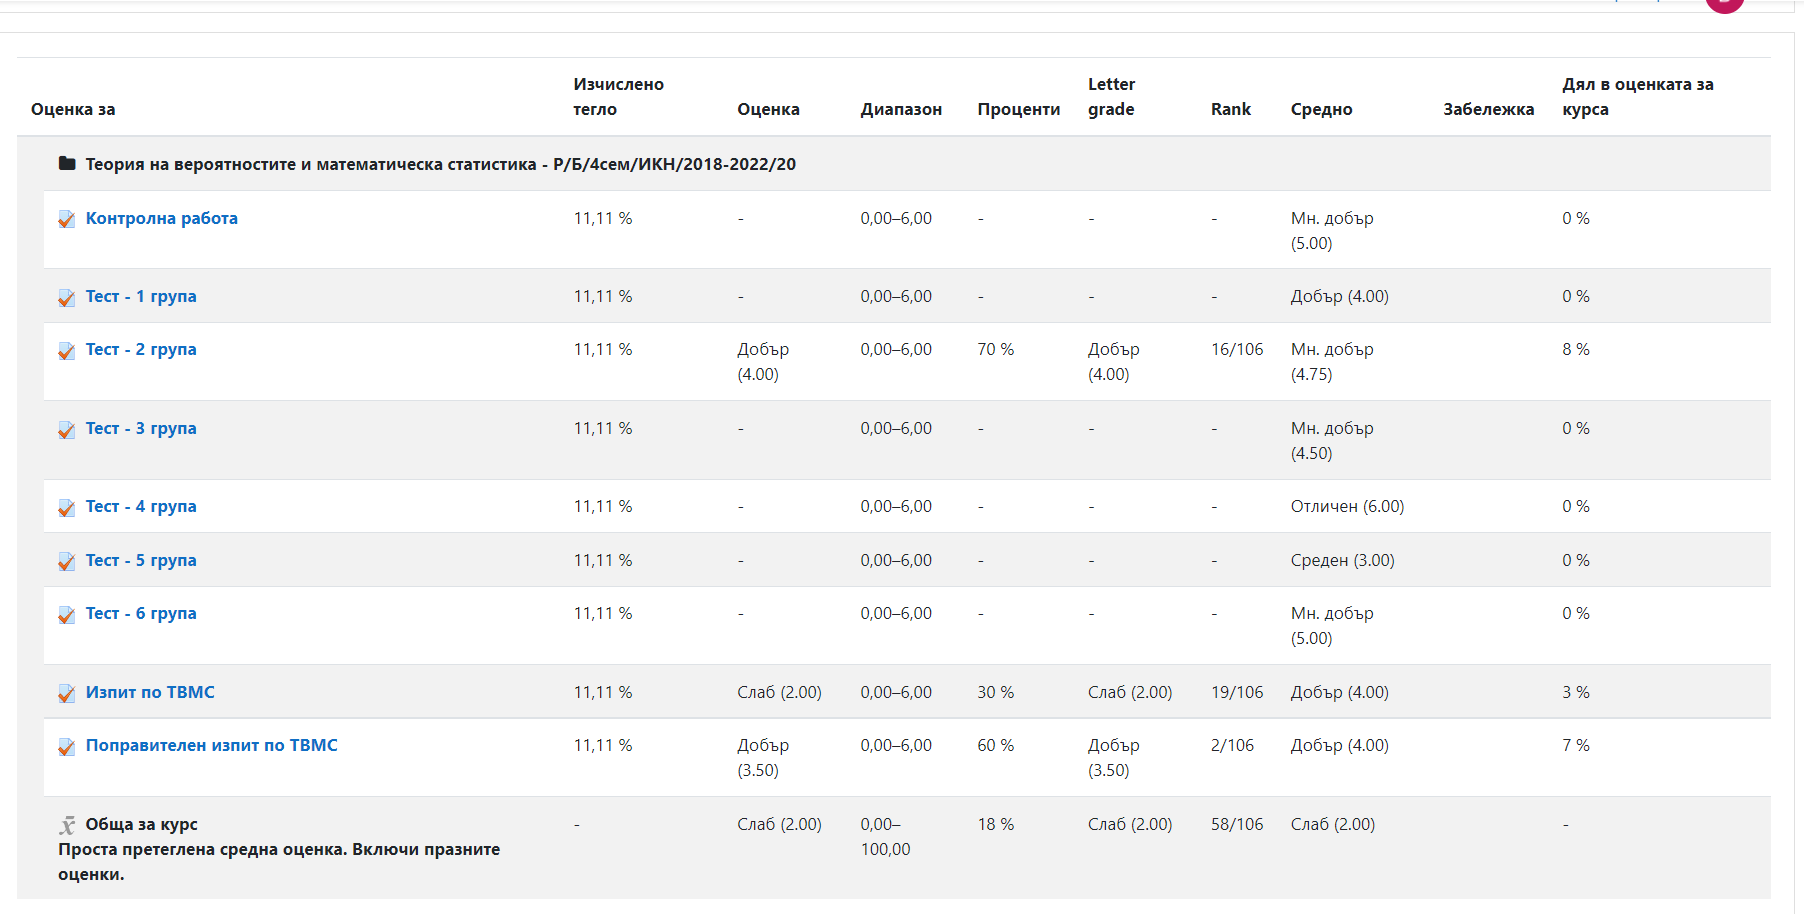 Оценка за Изчислено тегло Оценка Диапазон Проценти Letter grade Rank Средно Забележка Дял в оценката за курса
Теория на вероятностите и математическа статистика - Р/Б/4сем/ИКН/2018-2022/20
Контролна работа 11,11 % - 0,00–6,00 - - - Мн. добър (5.00) 0 %
Тест - 1 група 11,11 % - 0,00–6,00 - - - Добър (4.00) 0 %
Тест - 2 група 11,11 % Добър (4.00) 0,00–6,00 70 % Добър (4.00) 16/106 Мн. добър (4.75) 8 %
Тест - 3 група 11,11 % - 0,00–6,00 - - - Мн. добър (4.50) 0 %
Тест - 4 група 11,11 % - 0,00–6,00 - - - Отличен (6.00) 0 %
Тест - 5 група 11,11 % - 0,00–6,00 - - - Среден (3.00) 0 %
Тест - 6 група 11,11 % - 0,00–6,00 - - - Мн. добър (5.00) 0 %
Изпит по ТВМС 11,11 % Слаб (2.00) 0,00–6,00 30 % Слаб (2.00) 19/106 Добър (4.00) 3 %
Поправителен изпит по ТВМС 11,11 % Добър (3.50) 0,00–6,00 60 % Добър (3.50) 2/106 Добър (4.00) 7 %
Обща за курс - Слаб (2.00) 0,00–100,00 18 % Слаб (2.00) 58/106 Слаб (2.00) -
Проста претеглена средна оценка. Включи празните
оценки.